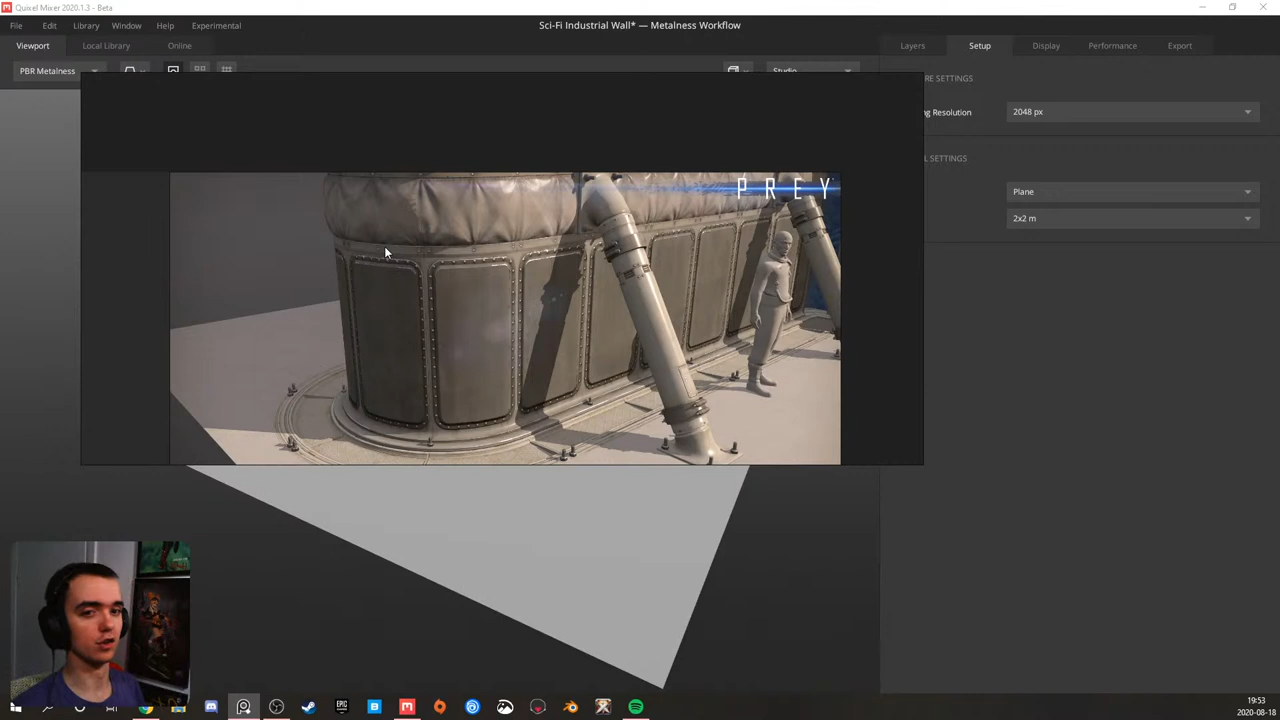 Quixel Mixer 2020.1.3 - Beta
File Edit Library Window Help Experimental
Sci-Fi Industrial Wall* — Metalness Workflow
Viewport Local Library Online
Layers Setup Display Performance Export
PBR Metalness
Studio
RE SETTINGS
ng Resolution 2048 px
L SETTINGS
Plane
2x2 m
PREY
EPIC
19:53
2020-08-18